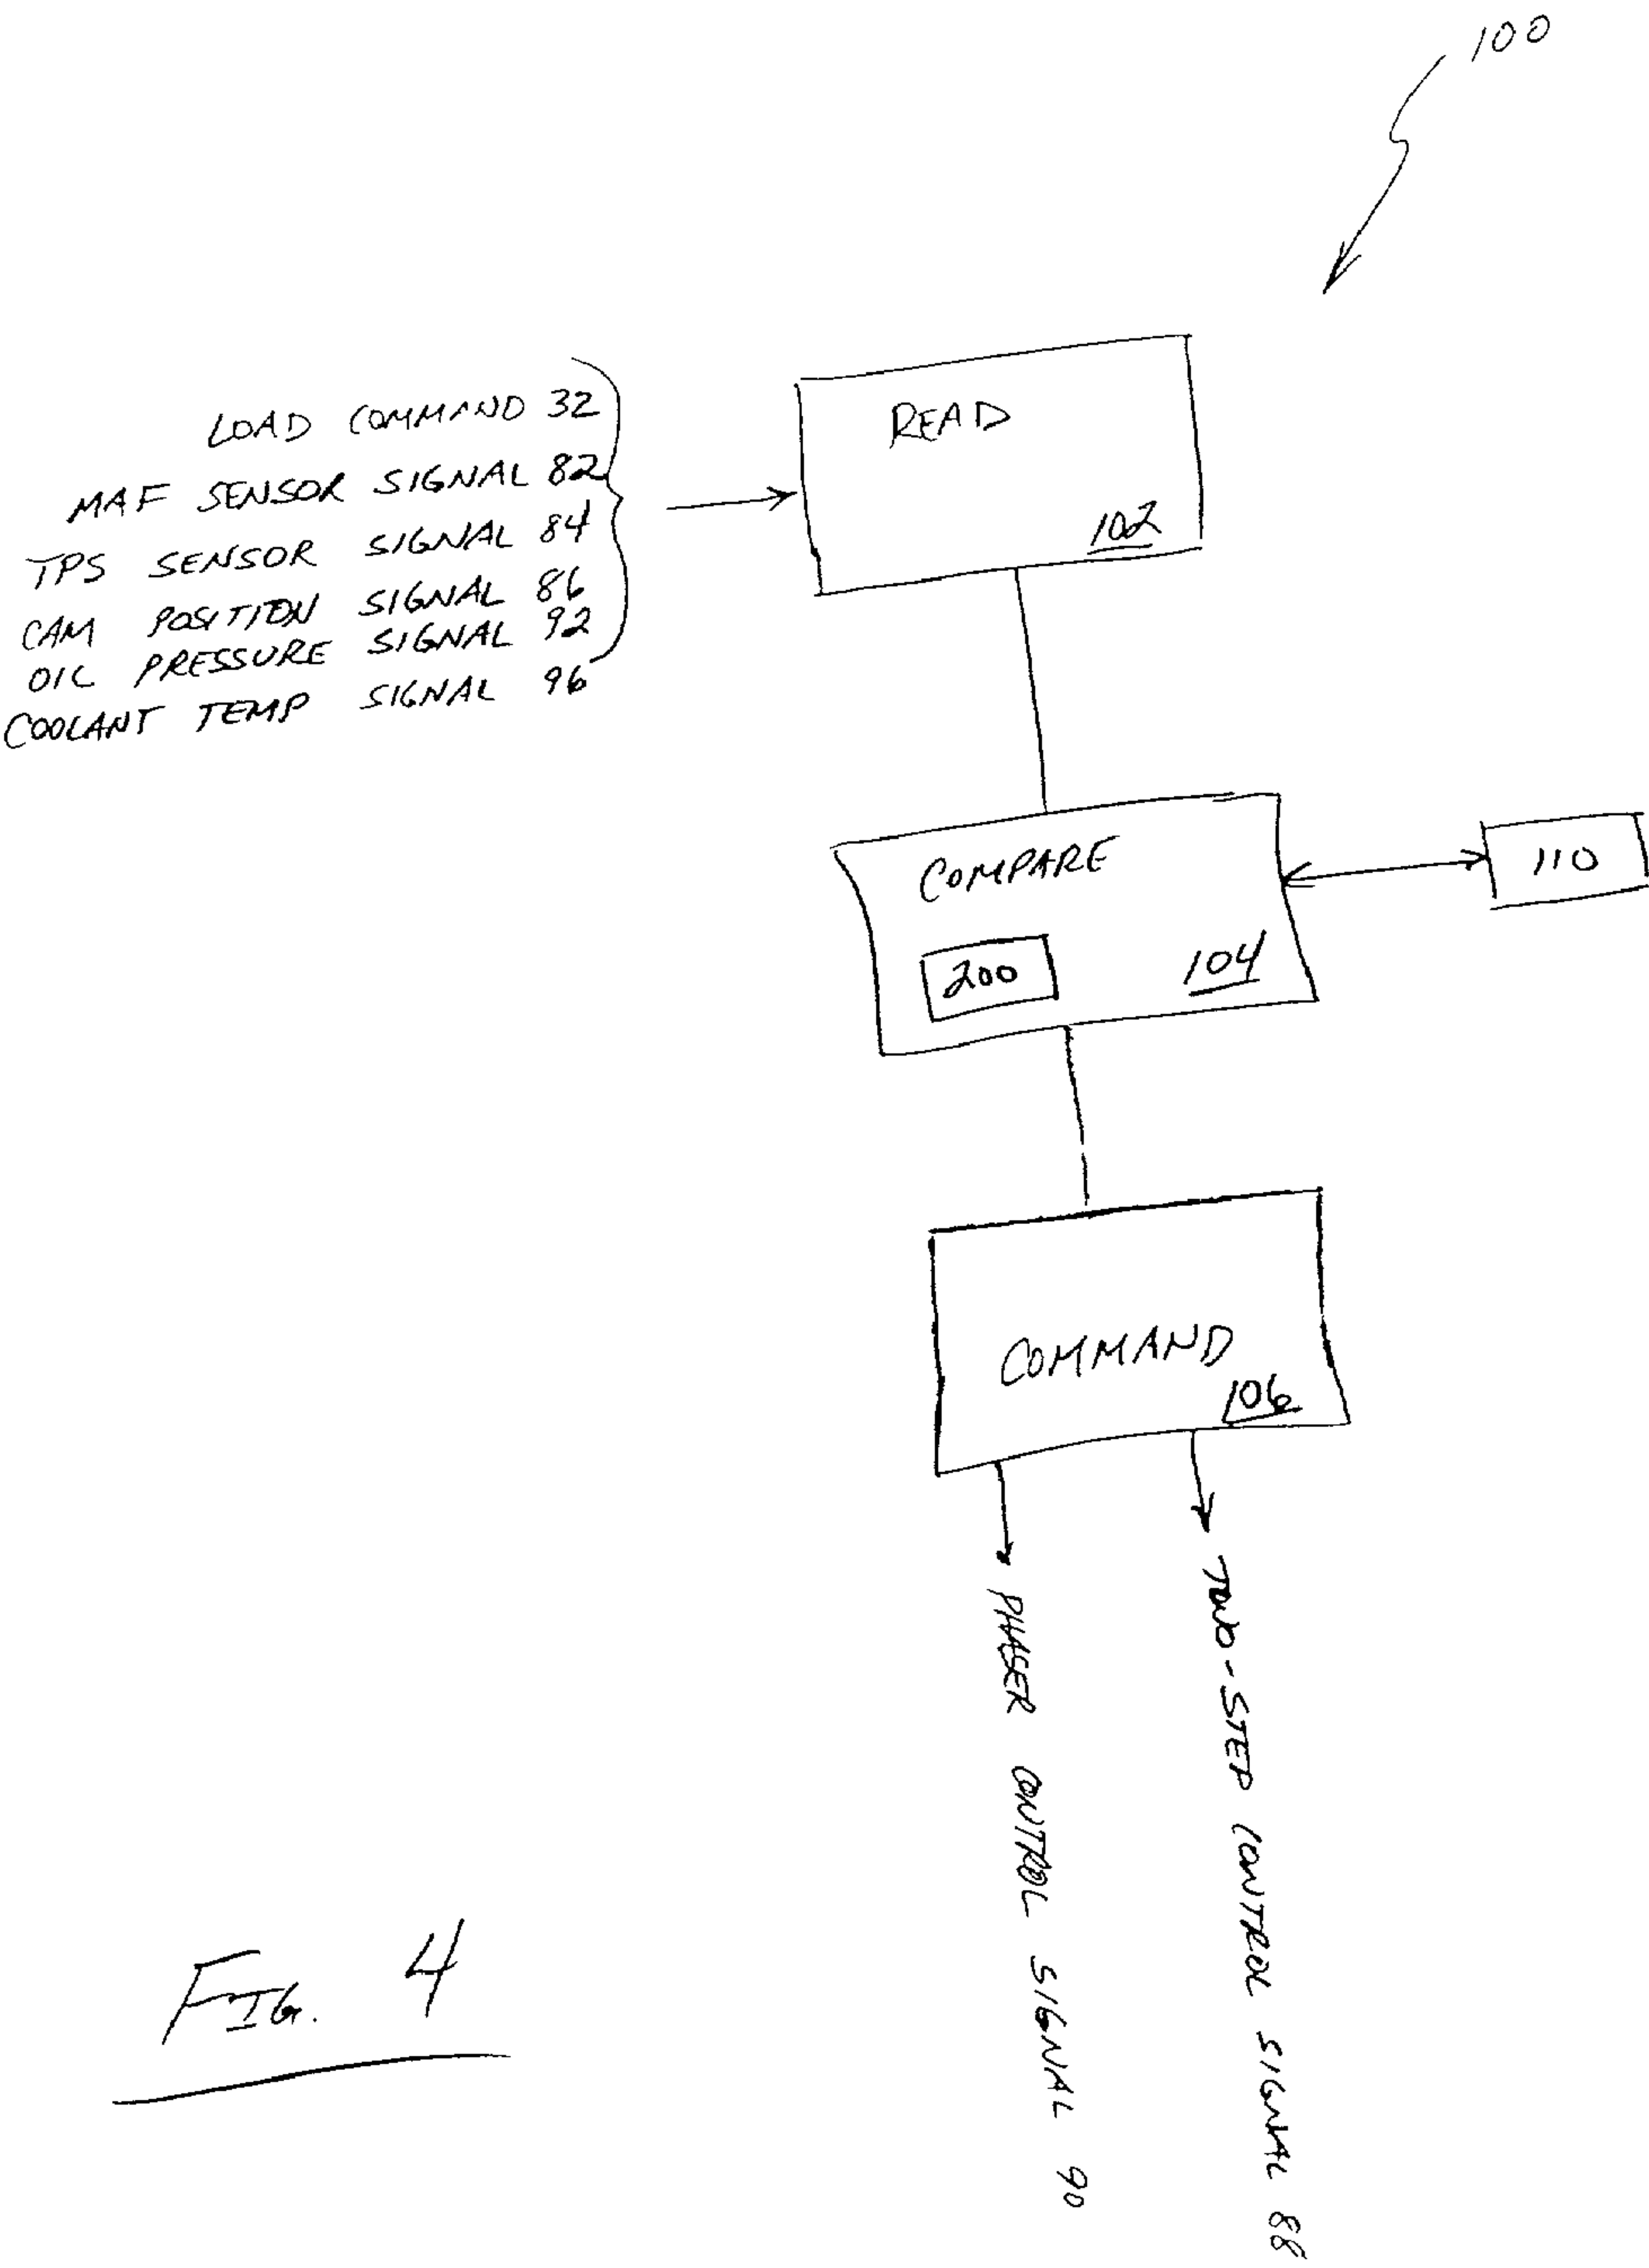 100
LOAD COMMAND 32
MAF SENSOR SIGNAL 82
TPS SENSOR SIGNAL 84
CAM POSITION SIGNAL 86
OIL PRESSURE SIGNAL 92
COOLANT TEMP SIGNAL 96
READ
102
COMPARE
110
200
104
COMMAND
106
PHASER CONTROL SIGNAL 90
TWO-STEP CONTROL SIGNAL 88
FIG. 4